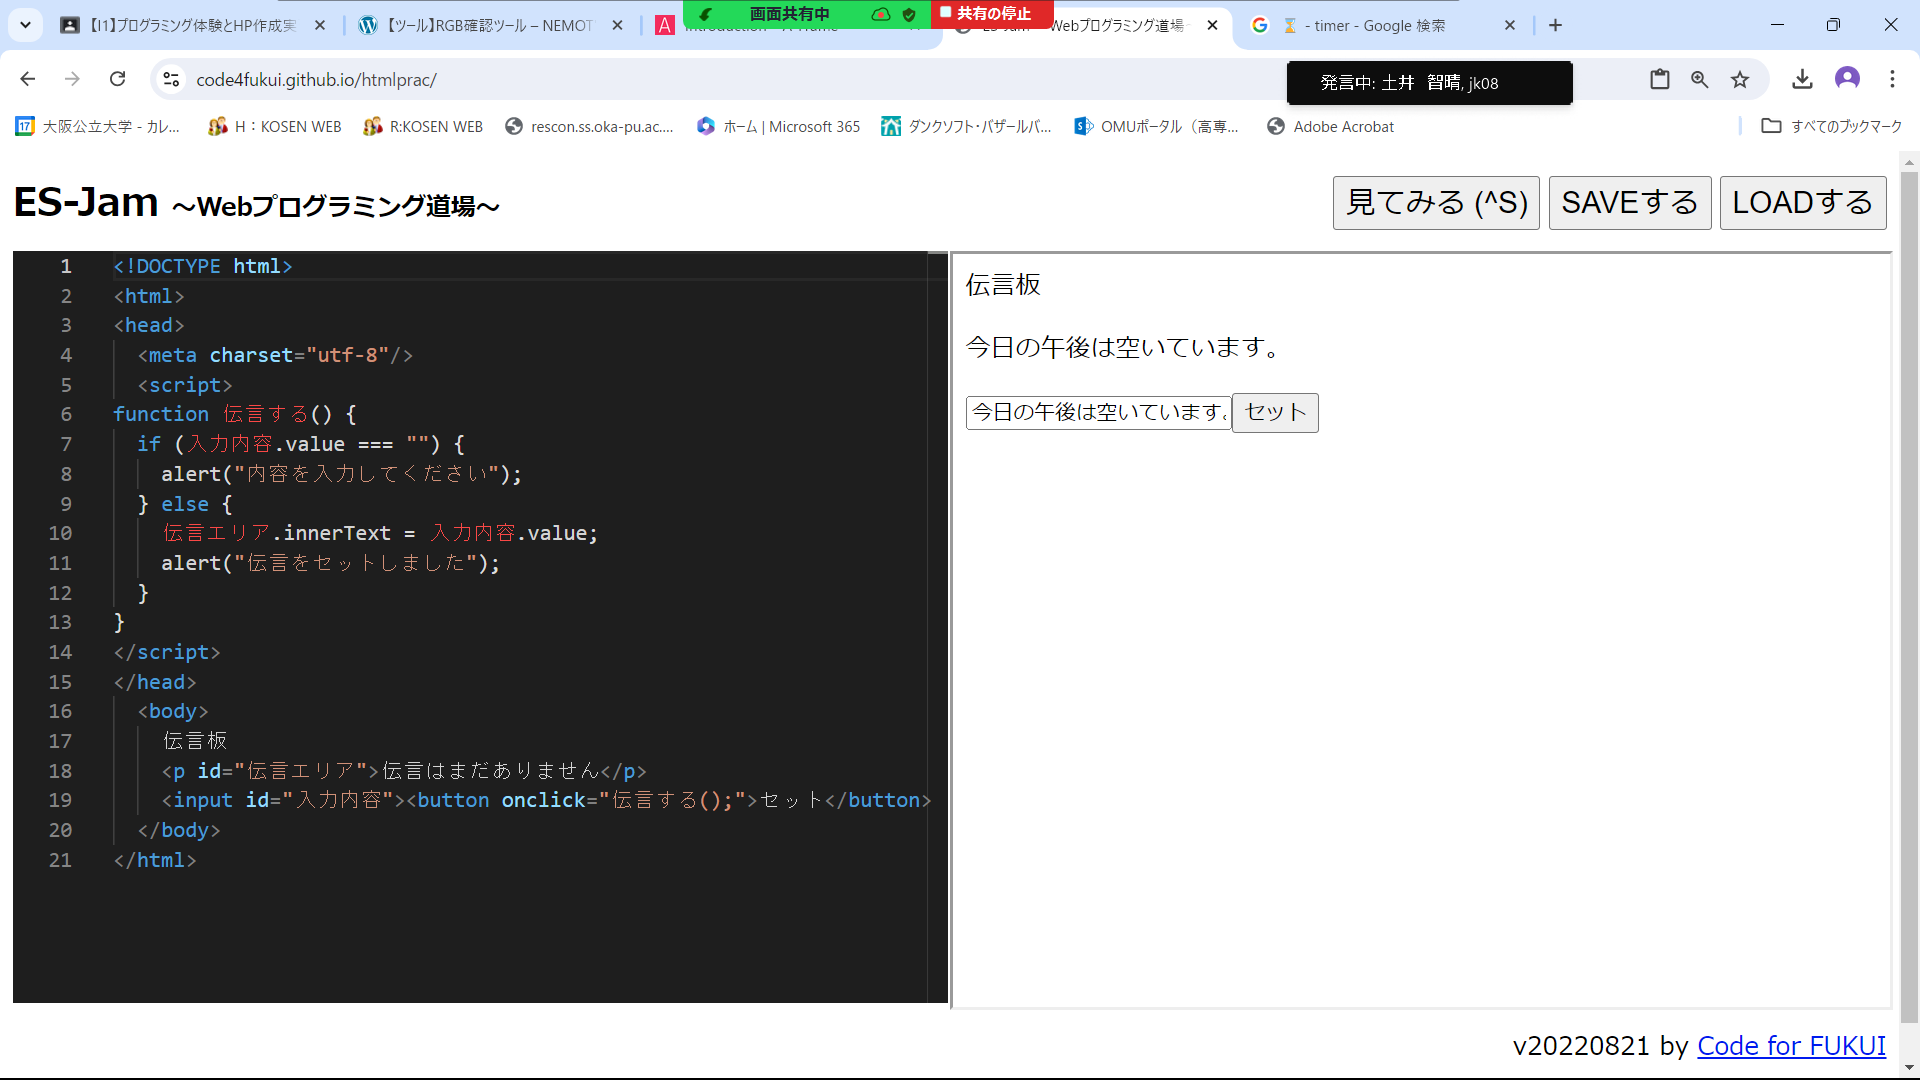 【I1】プログラミング体験とHP作成実
【ツール】RGB確認ツール – NEMOT
画面共有中
共有の停止
Webプログラミング道場
- timer - Google 検索
code4fukui.github.io/htmlprac/
発言中: 土井 智晴, jk08
大阪公立大学 - カレ...
H：KOSEN WEB
R:KOSEN WEB
rescon.ss.oka-pu.ac....
ホーム | Microsoft 365
ダンクソフト・バザールバ...
OMUポータル（高専...
Adobe Acrobat
すべてのブックマーク
ES-Jam 〜Webプログラミング道場〜
見てみる (^S)
SAVEする
LOADする
1 <!DOCTYPE html>
2 <html>
3 <head>
4 <meta charset="utf-8"/>
5 <script>
6 function 伝言する() {
7 if (入力内容.value === "") {
8 alert("内容を入力してください");
9 } else {
10 伝言エリア.innerText = 入力内容.value;
11 alert("伝言をセットしました");
12 }
13 }
14 </script>
15 </head>
16 <body>
17 伝言板
18 <p id="伝言エリア">伝言はまだありません</p>
19 <input id="入力内容"><button onclick="伝言する();">セット</button>
20 </body>
21 </html>
伝言板
今日の午後は空いています。
今日の午後は空いています。
セット
v20220821 by Code for FUKUI